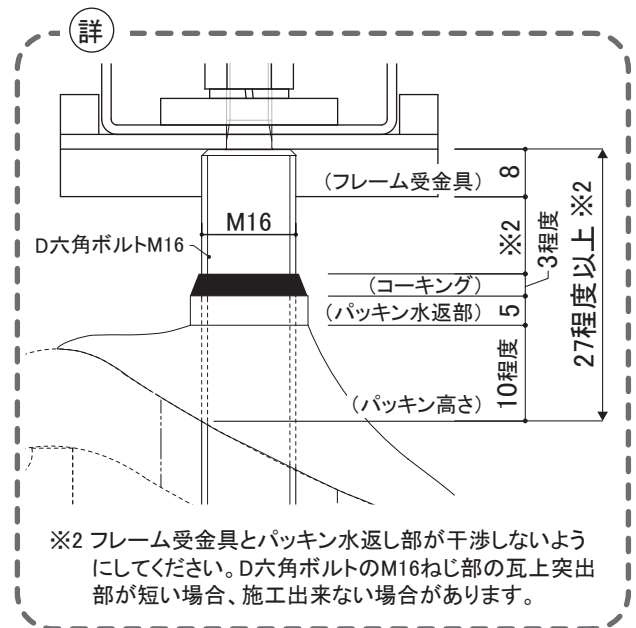 詳
(フレーム受金具)
8
M16
※2
D六角ボルトM16
3程度
(コーキング)
(パッキン水返部)
5
27程度以上 ※2
10程度
(パッキン高さ)
※2 フレーム受金具とパッキン水返し部が干渉しないよう
にしてください。D六角ボルトのM16ねじ部の瓦上突出
部が短い場合、施工出来ない場合があります。